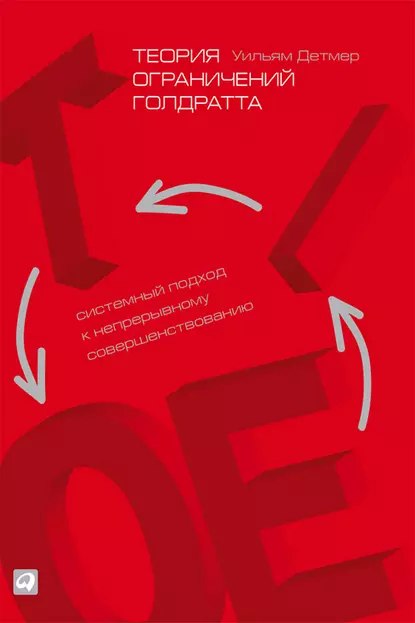 ТЕОРИЯ Уильям Детмер
ОГРАНИЧЕНИЙ
ГОЛДРАТТА
системный подход
к непрерывному
совершенствованию
T I
O E